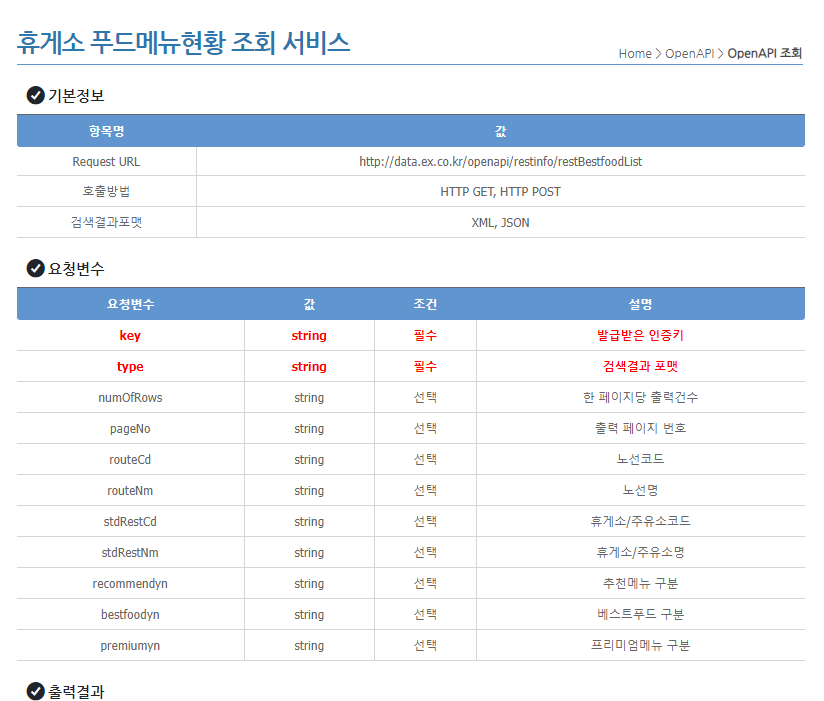 휴게소 푸드메뉴현황 조회 서비스
Home > OpenAPI > OpenAPI 조회
기본정보
항목명 값
Request URL http://data.ex.co.kr/openapi/restinfo/restBestfoodList
호출방법 HTTP GET, HTTP POST
검색결과포맷 XML, JSON
요청변수
요청변수 값 조건 설명
key string 필수 발급받은 인증키
type string 필수 검색결과 포맷
numOfRows string 선택 한 페이지당 출력건수
pageNo string 선택 출력 페이지 번호
routeCd string 선택 노선코드
routeNm string 선택 노선명
stdRestCd string 선택 휴게소/주유소코드
stdRestNm string 선택 휴게소/주유소명
recommendyn string 선택 추천메뉴 구분
bestfoodyn string 선택 베스트푸드 구분
premiumyn string 선택 프리미엄메뉴 구분
출력결과